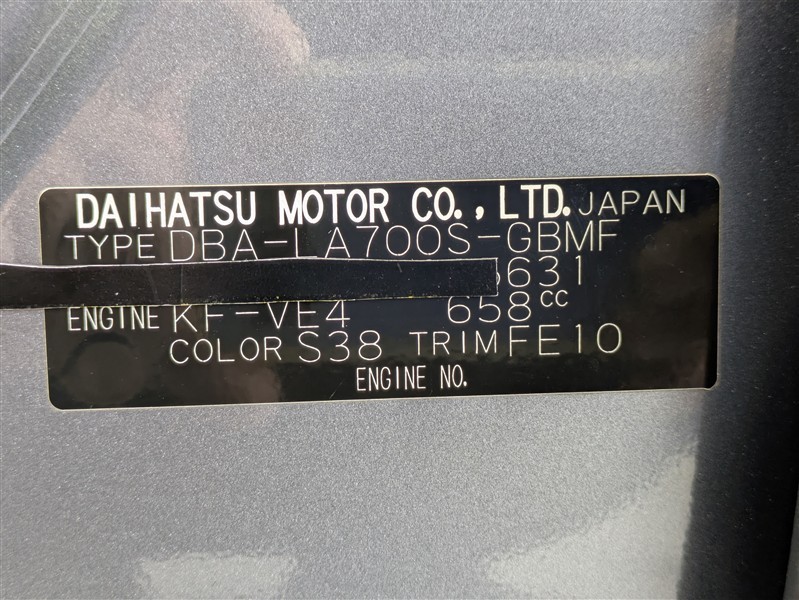 DAIHATSU MOTOR CO., LTD. JAPAN
TYPE DBA-LA700S-GBMF
631
ENGINE KF-VE4 658CC
COLOR S38 TRIM FE10
ENGINE NO.